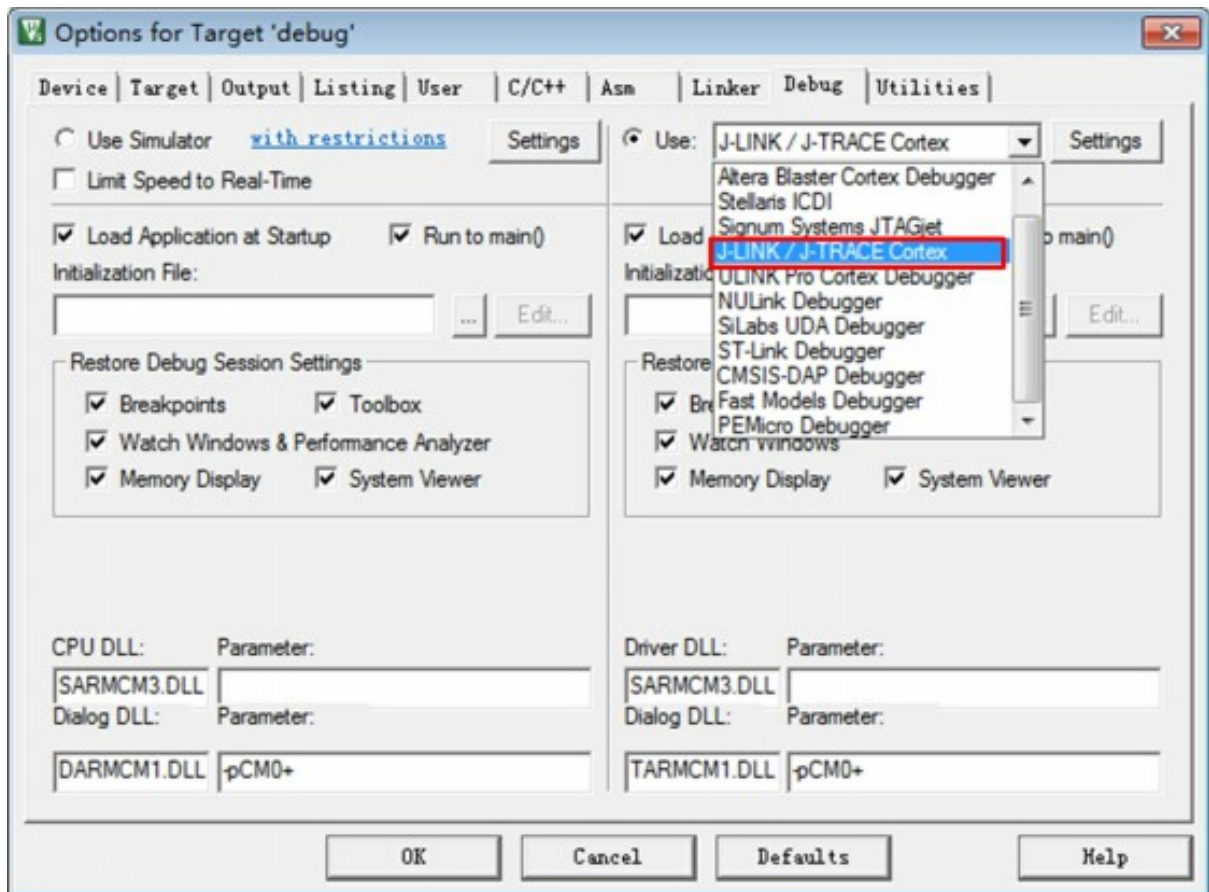 Options for Target 'debug'
Device Target Output Listing User C/C++ Asm Linker Debug Utilities
Use Simulator with restrictions Settings
Limit Speed to Real-Time
Load Application at Startup Run to main()
Initialization File:
... Edit...
Restore Debug Session Settings
Breakpoints Toolbox
Watch Windows & Performance Analyzer
Memory Display System Viewer
CPU DLL: Parameter:
SARMCM3.DLL
Dialog DLL: Parameter:
DARMCM1.DLL -pCM0+
Use: J-LINK / J-TRACE Cortex Settings
Altera Blaster Cortex Debugger
Stellaris ICDI
Signum Systems JTAGjet
J-LINK / J-TRACE Cortex
ULINK Pro Cortex Debugger
NULink Debugger
SiLabs UDA Debugger
ST-Link Debugger
CMSIS-DAP Debugger
Fast Models Debugger
PEMicro Debugger
Load main()
Edit...
Restore
Watch Windows
Memory Display System Viewer
Driver DLL: Parameter:
SARMCM3.DLL
Dialog DLL: Parameter:
TARMCM1.DLL -pCM0+
OK Cancel Defaults Help